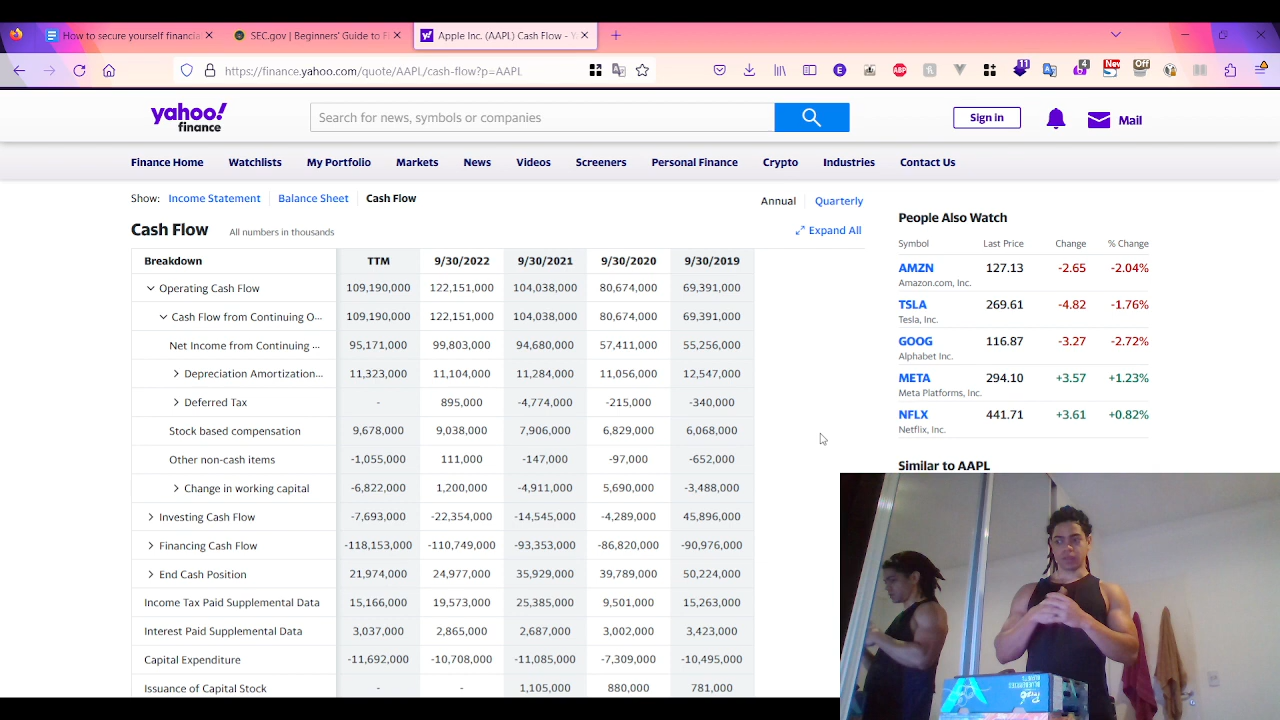 How to secure yourself financia
SEC.gov | Beginners' Guide to Fi
Apple Inc. (AAPL) Cash Flow - Y
https://finance.yahoo.com/quote/AAPL/cash-flow?p=AAPL
ABP
11
4
New
Off
yahoo!
finance
Search for news, symbols or companies
Sign in
Mail
Finance Home Watchlists My Portfolio Markets News Videos Screeners Personal Finance Crypto Industries Contact Us
Show: Income Statement Balance Sheet Cash Flow
Annual Quarterly
Cash Flow All numbers in thousands
Expand All
Breakdown TTM 9/30/2022 9/30/2021 9/30/2020 9/30/2019
Operating Cash Flow 109,190,000 122,151,000 104,038,000 80,674,000 69,391,000
Cash Flow from Continuing O... 109,190,000 122,151,000 104,038,000 80,674,000 69,391,000
Net Income from Continuing ... 95,171,000 99,803,000 94,680,000 57,411,000 55,256,000
Depreciation Amortization... 11,323,000 11,104,000 11,284,000 11,056,000 12,547,000
Deferred Tax - 895,000 -4,774,000 -215,000 -340,000
Stock based compensation 9,678,000 9,038,000 7,906,000 6,829,000 6,068,000
Other non-cash items -1,055,000 111,000 -147,000 -97,000 -652,000
Change in working capital -6,822,000 1,200,000 -4,911,000 5,690,000 -3,488,000
Investing Cash Flow -7,693,000 -22,354,000 -14,545,000 -4,289,000 45,896,000
Financing Cash Flow -118,153,000 -110,749,000 -93,353,000 -86,820,000 -90,976,000
End Cash Position 21,974,000 24,977,000 35,929,000 39,789,000 50,224,000
Income Tax Paid Supplemental Data 15,166,000 19,573,000 25,385,000 9,501,000 15,263,000
Interest Paid Supplemental Data 3,037,000 2,865,000 2,687,000 3,002,000 3,423,000
Capital Expenditure -11,692,000 -10,708,000 -11,085,000 -7,309,000 -10,495,000
Issuance of Capital Stock - - 1,105,000 880,000 781,000
People Also Watch
Symbol Last Price Change % Change
AMZN 127.13 -2.65 -2.04%
Amazon.com, Inc.
TSLA 269.61 -4.82 -1.76%
Tesla, Inc.
GOOG 116.87 -3.27 -2.72%
Alphabet Inc.
META 294.10 +3.57 +1.23%
Meta Platforms, Inc.
NFLX 441.71 +3.61 +0.82%
Netflix, Inc.
Similar to AAPL